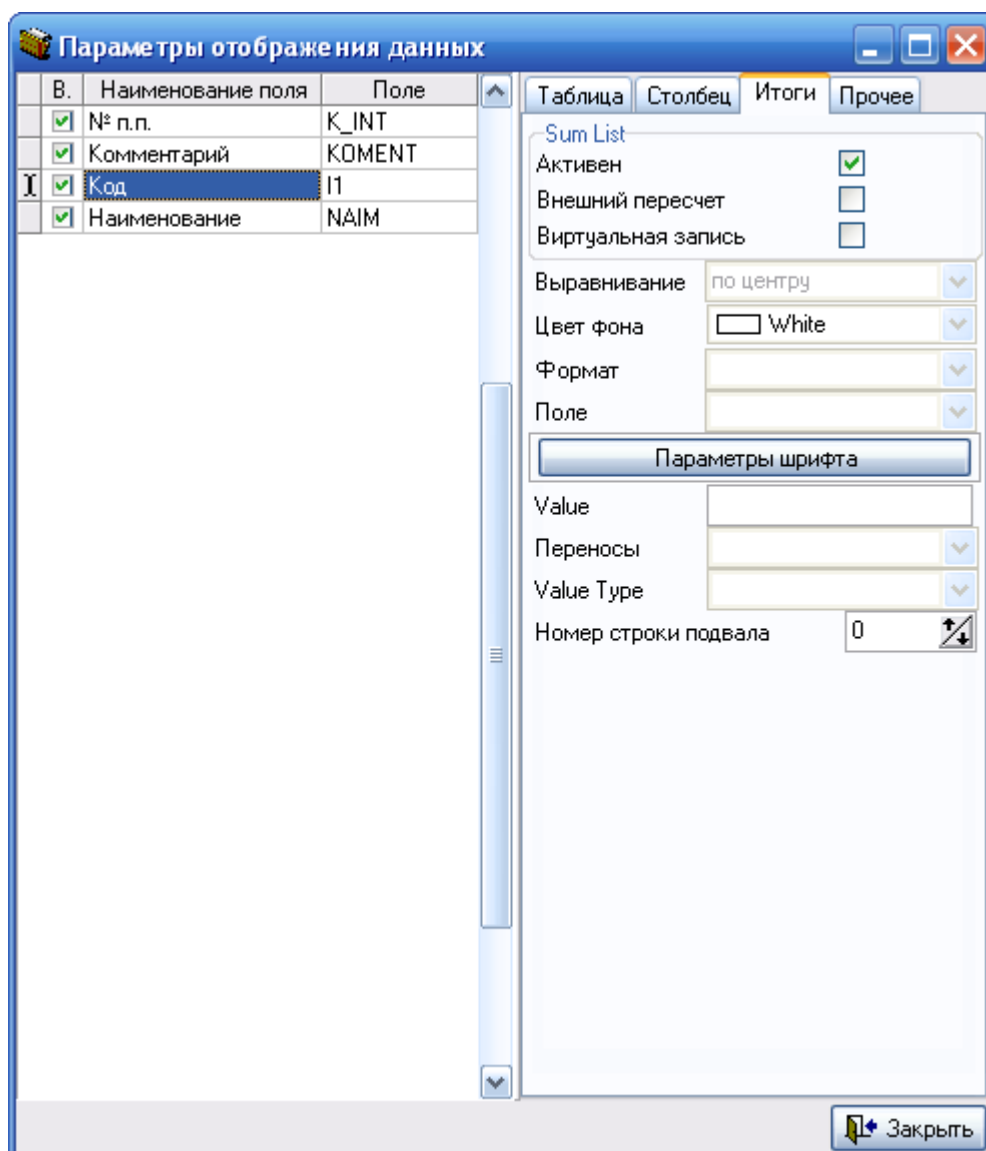 Параметры отображения данных
В. Наименование поля Поле
№ п.п. K_INT
Комментарий KOMENT
Код I1
Наименование NAIM
Таблица Столбец Итоги Прочее
Sum List
Активен
Внешний пересчет
Виртуальная запись
Выравнивание по центру
Цвет фона White
Формат
Поле
Параметры шрифта
Value
Переносы
Value Type
Номер строки подвала 0
Закрыть